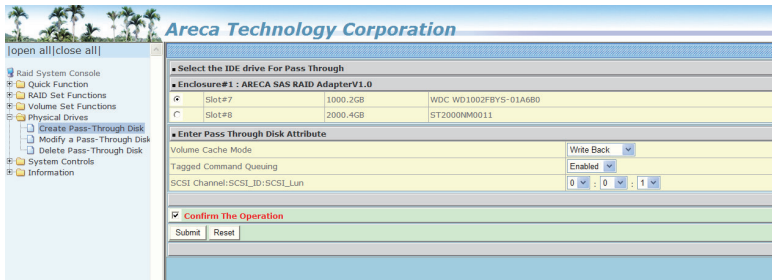 Areca Technology Corporation
|open all|close all|
Raid System Console
Quick Function
RAID Set Functions
Volume Set Functions
Physical Drives
Create Pass-Through Disk
Modify a Pass-Through Disk
Delete Pass-Through Disk
System Controls
Information
Select the IDE drive For Pass Through
Enclosure#1 : ARECA SAS RAID AdapterV1.0
Slot#7 1000.2GB WDC WD1002FBYS-01A6B0
Slot#8 2000.4GB ST2000NM0011
Enter Pass Through Disk Attribute
Volume Cache Mode Write Back
Tagged Command Queuing Enabled
SCSI Channel:SCSI_ID:SCSI_Lun 0 : 0 : 1
Confirm The Operation
Submit Reset